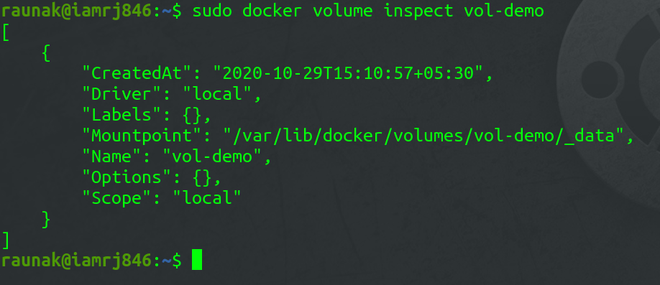 raunak@iamrj846:~$ sudo docker volume inspect vol-demo
[
    {
        "CreatedAt": "2020-10-29T15:10:57+05:30",
        "Driver": "local",
        "Labels": {},
        "Mountpoint": "/var/lib/docker/volumes/vol-demo/_data",
        "Name": "vol-demo",
        "Options": {},
        "Scope": "local"
    }
]
raunak@iamrj846:~$